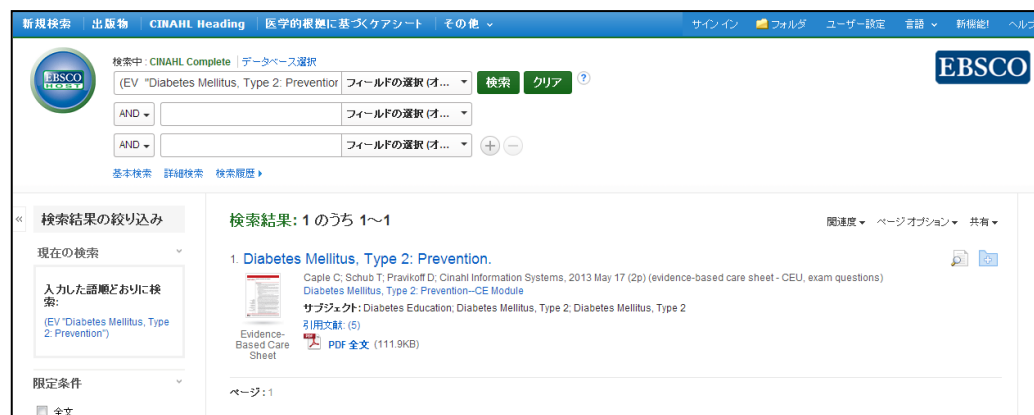 新規検索 出版物 CINAHL Heading 医学的根拠に基づくケアシート その他 サインイン フォルダ ユーザー設定 言語 新機能! ヘルプ
検索中: CINAHL Complete データベース選択
(EV "Diabetes Mellitus, Type 2: Prevention フィールドの選択 (オ... 検索 クリア ?
AND フィールドの選択 (オ...
AND フィールドの選択 (オ...
基本検索 詳細検索 検索履歴
EBSCO HOST
EBSCO
« 検索結果の絞り込み
現在の検索
入力した語順どおりに検索:
(EV "Diabetes Mellitus, Type
2: Prevention")
限定条件
全文
検索結果: 1 のうち 1~1
関連度 ページ オプション 共有
1. Diabetes Mellitus, Type 2: Prevention.
Caple C; Schub T; Pravikoff D; Cinahl Information Systems, 2013 May 17 (2p) (evidence-based care sheet - CEU, exam questions)
Diabetes Mellitus, Type 2: Prevention--CE Module
サブジェクト: Diabetes Education; Diabetes Mellitus, Type 2; Diabetes Mellitus, Type 2
引用文献: (5)
PDF 全文 (111.9KB)
Evidence-
Based Care
Sheet
ページ: 1